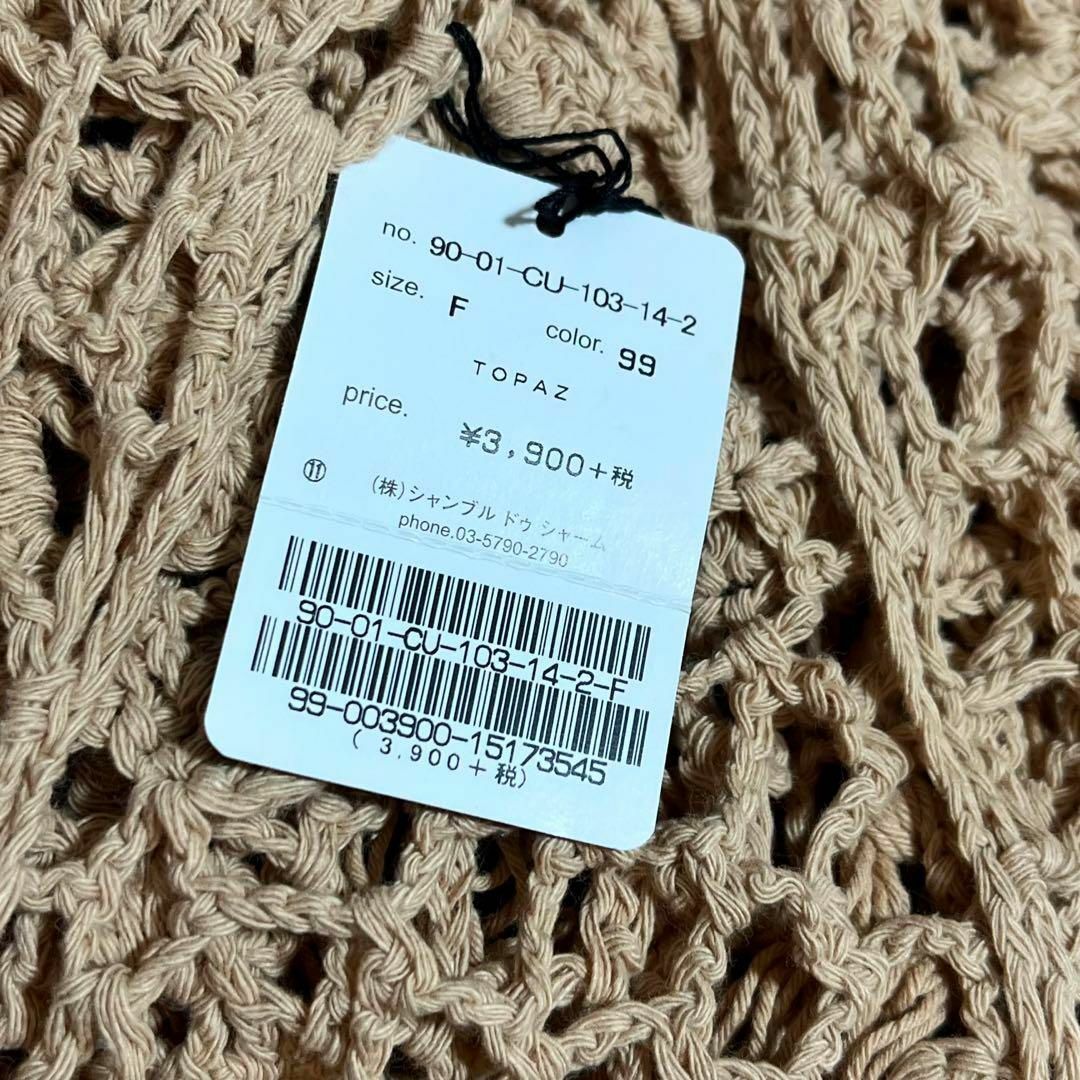 no. 90-01-CU-103-14-2
size. F color. 99
TOPAZ
price. ¥3,900+税
⑪ (株)シャンブル ドゥ シャーム
phone.03-5790-2790
90-01-CU-103-14-2-F
99-003900-15173545
(3,900+税)